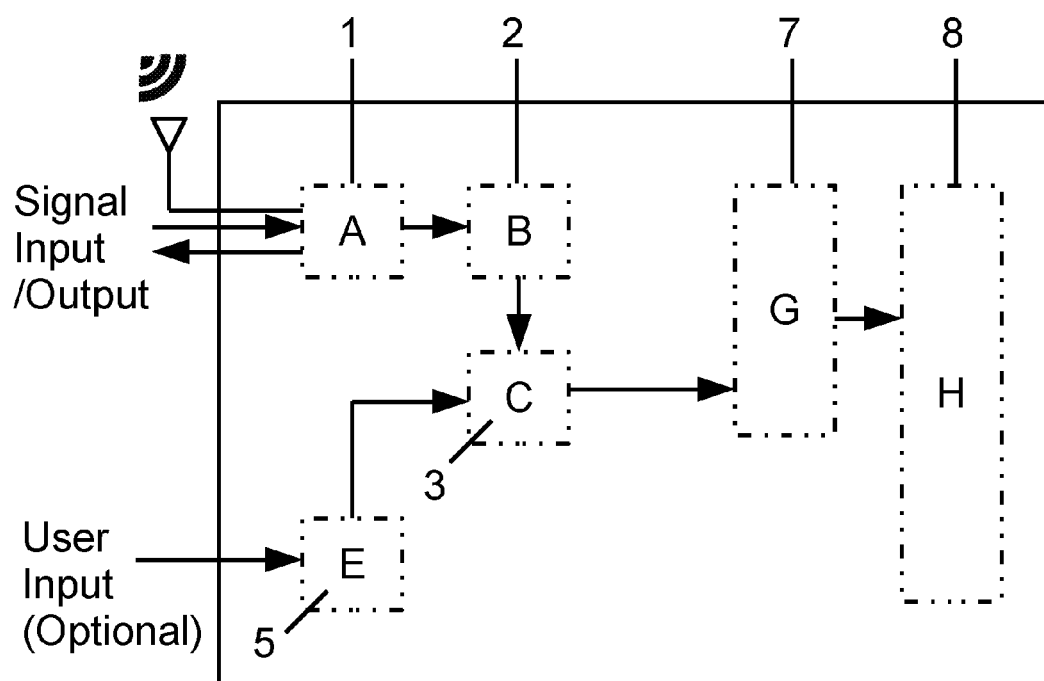 1
2
7
8
Signal
Input
/Output
A
B
G
C
H
3
User
Input
(Optional)
E
5